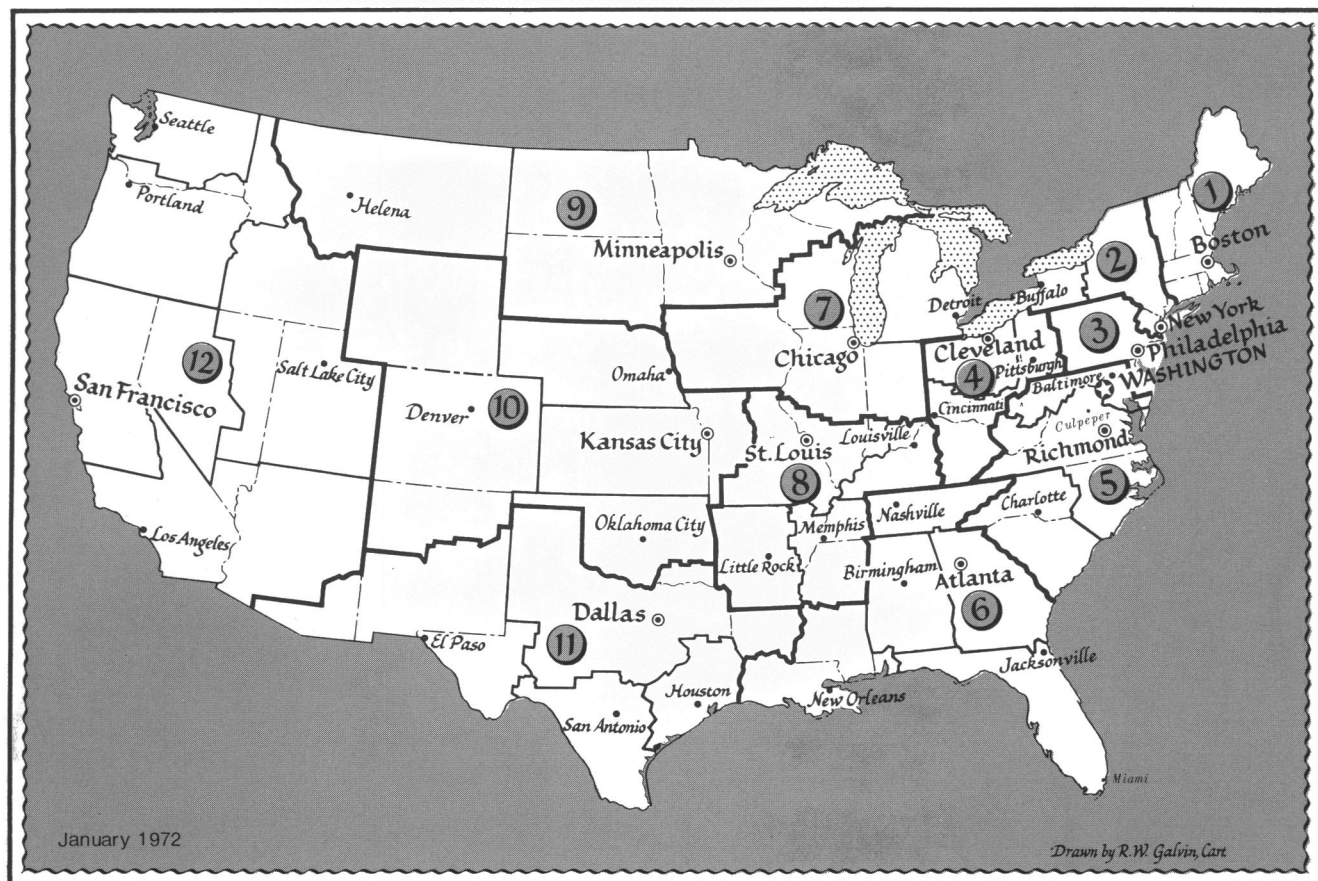 Seattle
Portland
Helena
9
Minneapolis
1
Boston
2
Buffalo
Detroit
7
Chicago
3
New York
Philadelphia
Cleveland
Pittsburgh
4
Baltimore
WASHINGTON
Cincinnati
12
San Francisco
Salt Lake City
Omaha
Denver
10
Kansas City
St. Louis
Louisville
8
Culpeper
Richmond
5
Charlotte
Nashville
Memphis
Los Angeles
Oklahoma City
Little Rock
Birmingham
Atlanta
6
Dallas
11
El Paso
Houston
San Antonio
New Orleans
Jacksonville
Miami
January 1972
Drawn by R.W. Galvin, Cart.